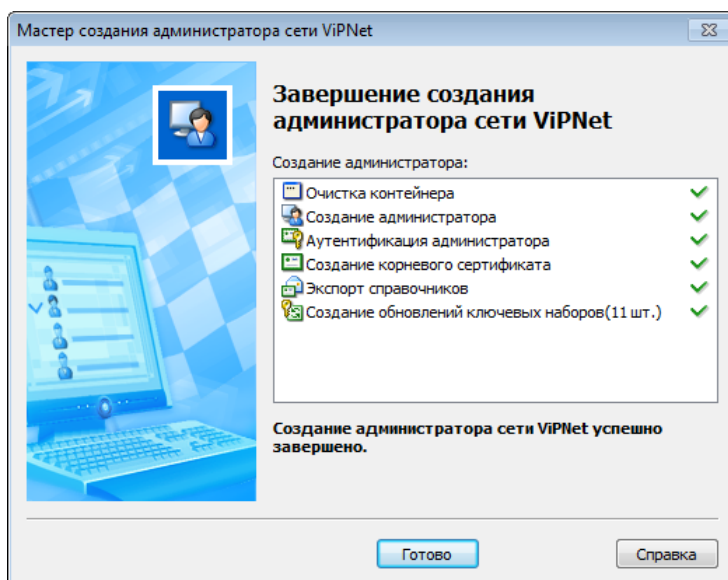 Мастер создания администратора сети ViPNet
Завершение создания
администратора сети ViPNet
Создание администратора:
Очистка контейнера
Создание администратора
Аутентификация администратора
Создание корневого сертификата
Экспорт справочников
Создание обновлений ключевых наборов(11 шт.)
Создание администратора сети ViPNet успешно
завершено.
Готово
Справка